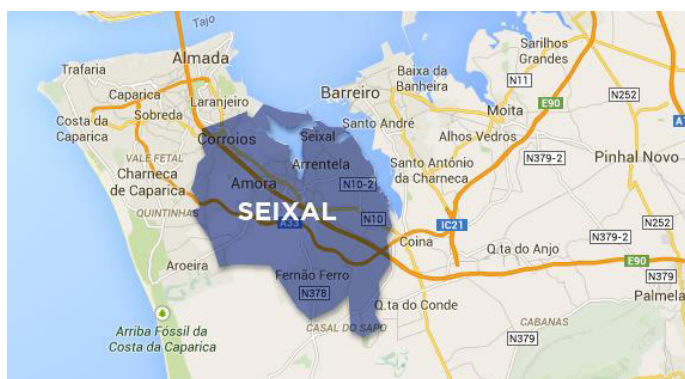 Tejo
Sarilhos
Grandes
Almada
Trafaria
Baixa da
Banheira
N11
N252
Caparica
Laranjeiro
Barreiro
E90
Moita
Costa da
Caparica
Sobreda
Santo André
Corroios
Seixal
Alhos Vedros
VALE FETAL
Arrentela
N379-2
Pinhal Novo
Charneca
de Caparica
Amora
N10-2
Santo António
da Charneca
QUINTINHAS
SEIXAL
N10
A33
IC21
N252
Coina
N379-2
Q.ta do Anjo
Aroeira
E90
Fernão Ferro
N379
N378
Palmela
Q.ta do Conde
Arriba Fóssil da
Costa da Caparica
CASAL DO SAPO
CABANAS
N379